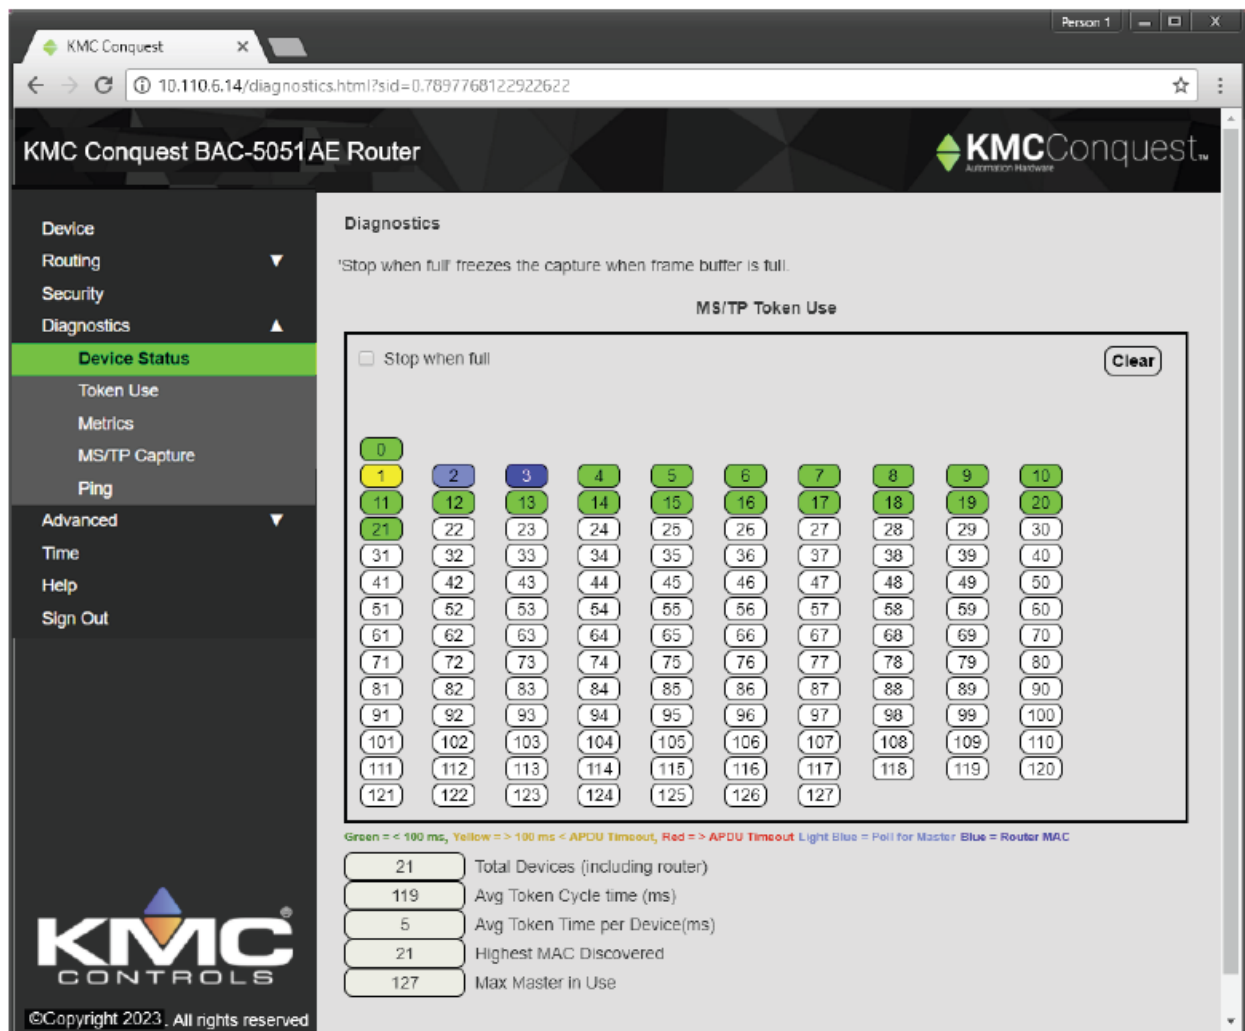 Person 1
KMC Conquest
10.110.6.14/diagnostics.html?sid=0.7897768122922622
KMC Conquest BAC-5051AE Router
KMCConquest™
Automation Hardware
Device
Routing
Security
Diagnostics
Device Status
Token Use
Metrics
MS/TP Capture
Ping
Advanced
Time
Help
Sign Out
KMC®
CONTROLS
©Copyright 2023. All rights reserved
Diagnostics
'Stop when full' freezes the capture when frame buffer is full.
MS/TP Token Use
Stop when full
Clear
0
1 2 3 4 5 6 7 8 9 10
11 12 13 14 15 16 17 18 19 20
21 22 23 24 25 26 27 28 29 30
31 32 33 34 35 36 37 38 39 40
41 42 43 44 45 46 47 48 49 50
51 52 53 54 55 56 57 58 59 60
61 62 63 64 65 66 67 68 69 70
71 72 73 74 75 76 77 78 79 80
81 82 83 84 85 86 87 88 89 90
91 92 93 94 95 96 97 98 99 100
101 102 103 104 105 106 107 108 109 110
111 112 113 114 115 116 117 118 119 120
121 122 123 124 125 126 127
Green = < 100 ms, Yellow = > 100 ms < APDU Timeout, Red = > APDU Timeout Light Blue = Poll for Master Blue = Router MAC
21 Total Devices (including router)
119 Avg Token Cycle time (ms)
5 Avg Token Time per Device(ms)
21 Highest MAC Discovered
127 Max Master in Use